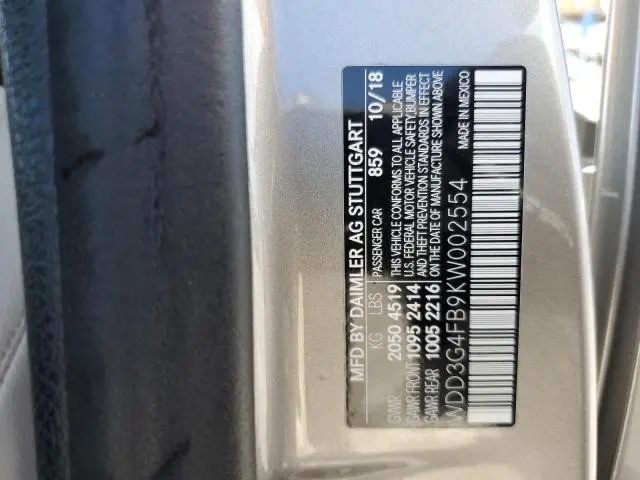 MFD BY DAIMLER AG STUTTGART
859 10/18
KG LBS PASSENGER CAR
GVWR 2050 4519
GAWR FRONT 1095 2414
GAWR REAR 1005 2216
THIS VEHICLE CONFORMS TO ALL APPLICABLE
U.S. FEDERAL MOTOR VEHICLE SAFETY, BUMPER
AND THEFT PREVENTION STANDARDS IN EFFECT
ON THE DATE OF MANUFACTURE SHOWN ABOVE
WDD3G4FB9KW002554
MADE IN MEXICO